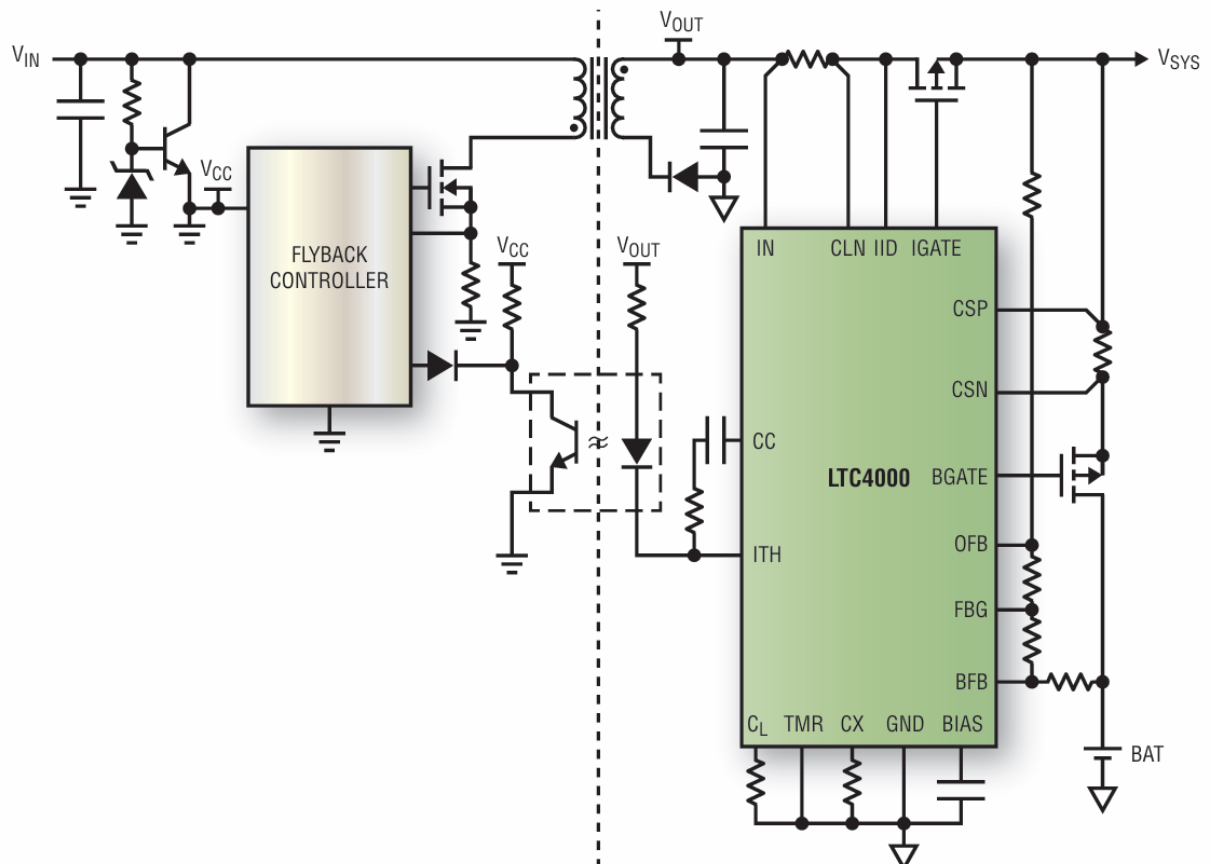 VOUT
VIN
VSYS
VCC
FLYBACK
CONTROLLER
VCC
VOUT
IN
CLN
IID
IGATE
CSP
CSN
CC
LTC4000
BGATE
ITH
OFB
FBG
BFB
CL
TMR
CX
GND
BIAS
BAT